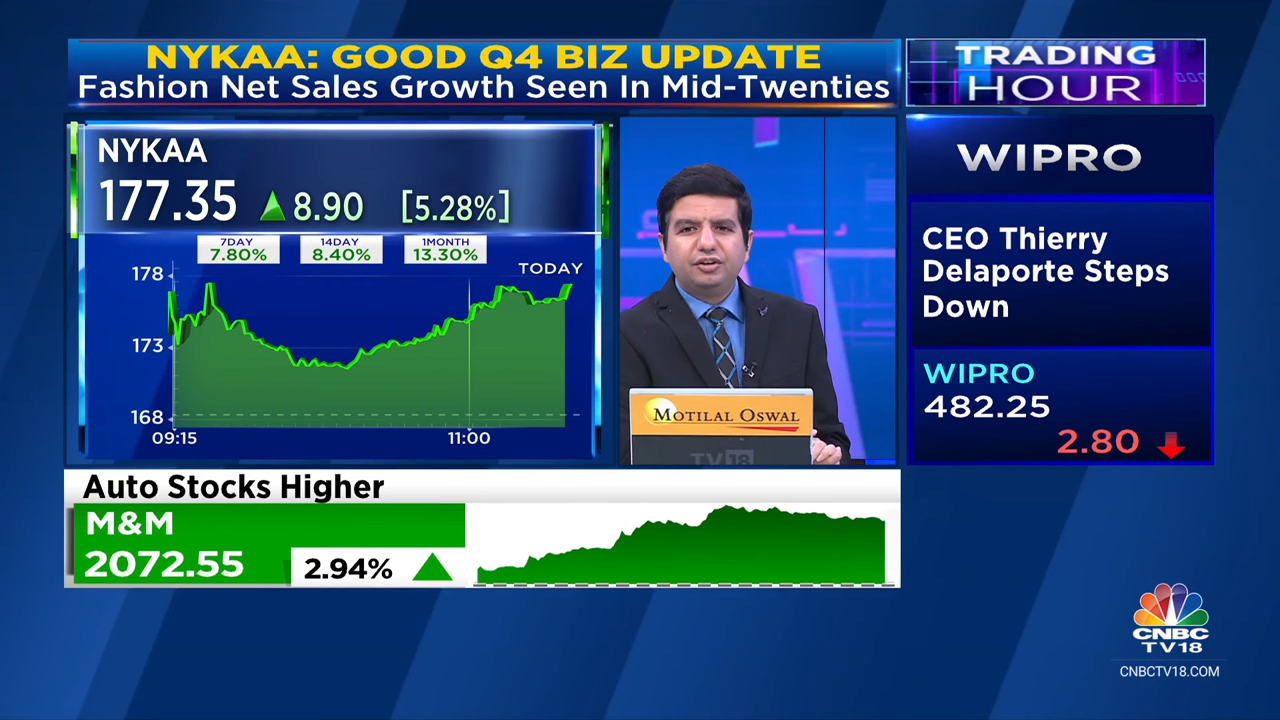 NYKAA: GOOD Q4 BIZ UPDATE
Fashion Net Sales Growth Seen In Mid-Twenties
TRADING
HOUR
NYKAA
177.35 8.90 [5.28%]
7DAY
7.80%
14DAY
8.40%
1MONTH
13.30%
TODAY
178
173
168
09:15 11:00
MOTILAL OSWAL
TV18
WIPRO
CEO Thierry
Delaporte Steps
Down
WIPRO
482.25
2.80
Auto Stocks Higher
M&M
2072.55 2.94%
CNBC
TV18
CNBCTV18.COM